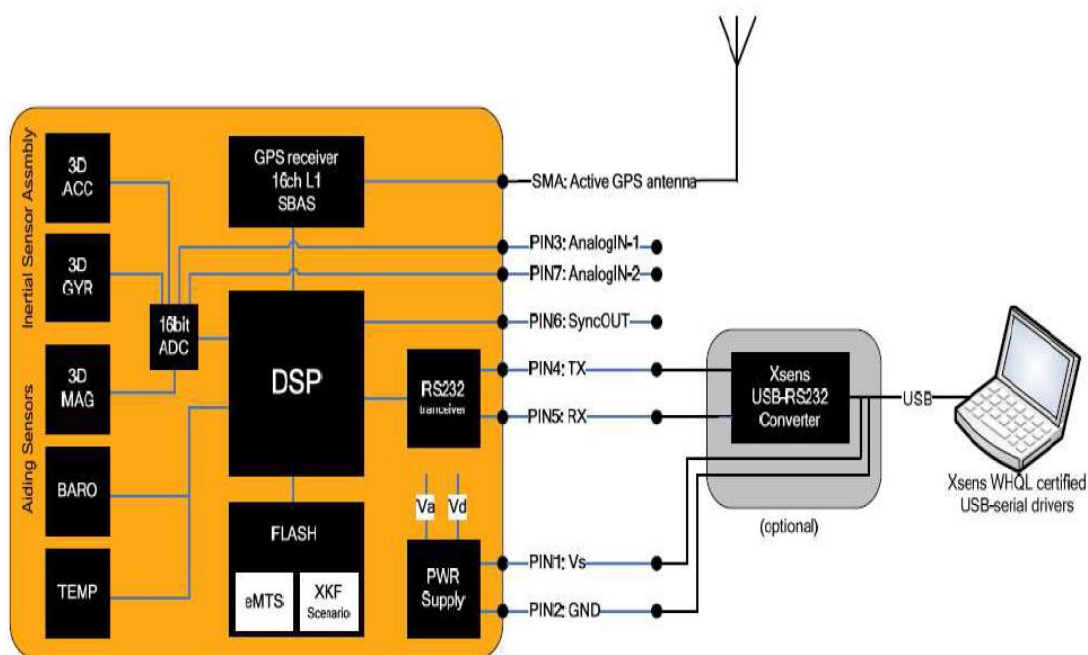 Inertial Sensor Assmbly
Aiding Sensors
3D
ACC
3D
GYR
3D
MAG
BARO
TEMP
16bit
ADC
GPS receiver
16ch L1
SBAS
DSP
FLASH
eMTS
XKF
Scenario
RS232
tranceiver
Va
Vd
PWR
Supply
SMA: Active GPS antenna
PIN3: AnalogIN-1
PIN7: AnalogIN-2
PIN6: SyncOUT
PIN4: TX
PIN5: RX
PIN1: Vs
PIN2: GND
Xsens
USB-RS232
Converter
(optional)
USB
Xsens WHQL certified
USB-serial drivers